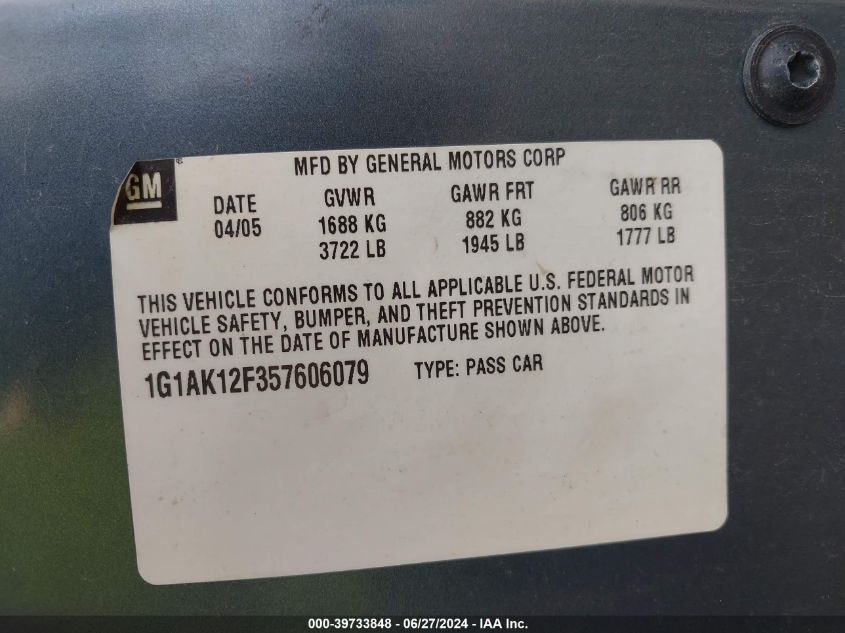 GM
MFD BY GENERAL MOTORS CORP
DATE GVWR GAWR FRT GAWR RR
04/05 1688 KG 882 KG 806 KG
3722 LB 1945 LB 1777 LB
THIS VEHICLE CONFORMS TO ALL APPLICABLE U.S. FEDERAL MOTOR
VEHICLE SAFETY, BUMPER, AND THEFT PREVENTION STANDARDS IN
EFFECT ON THE DATE OF MANUFACTURE SHOWN ABOVE.
1G1AK12F357606079 TYPE: PASS CAR
000-39733848 - 06/27/2024 - IAA Inc.